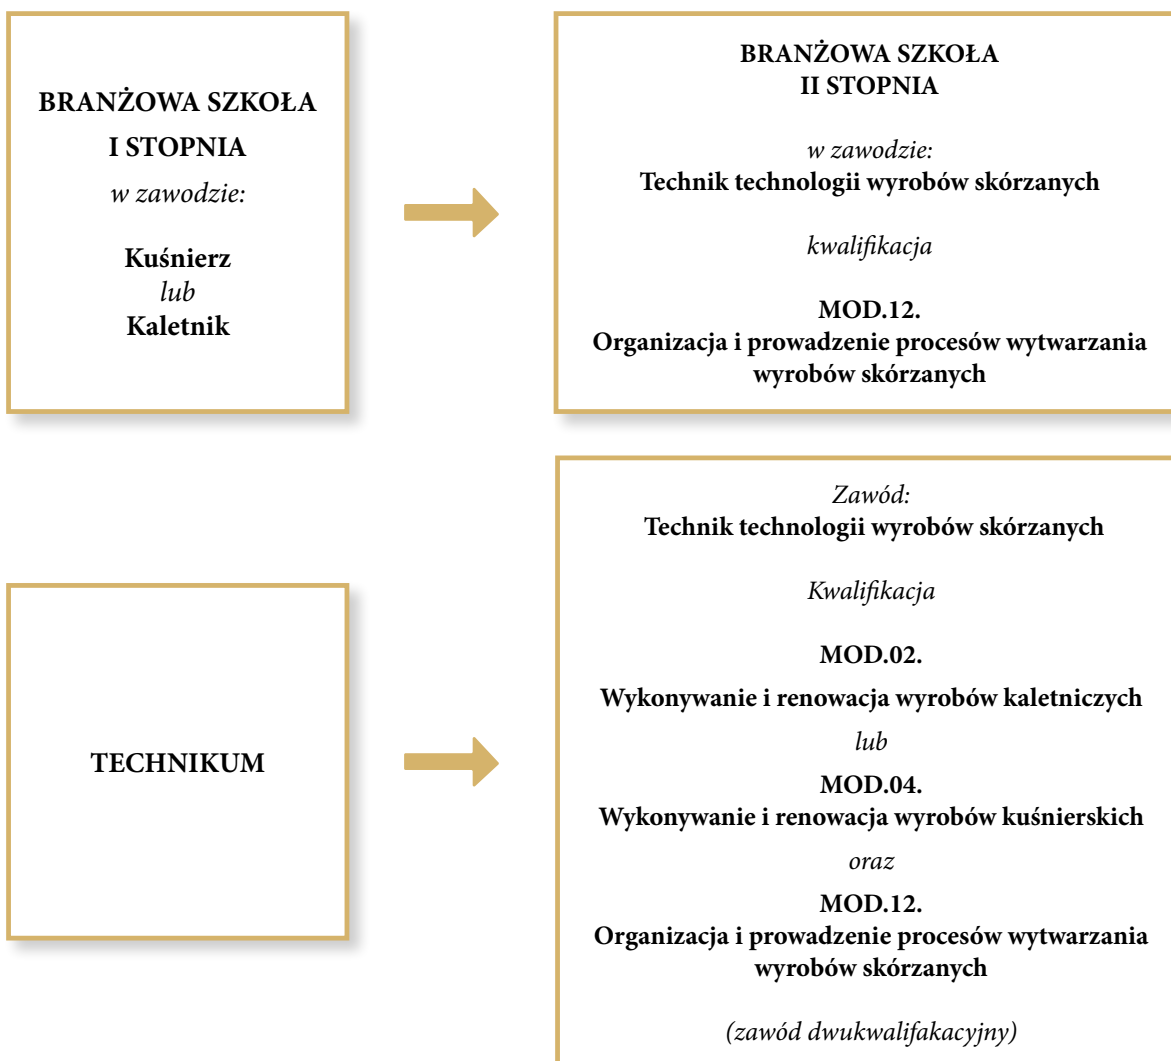 BRANŻOWA SZKOŁA
I STOPNIA
w zawodzie:
Kuśnierz
lub
Kaletnik
BRANŻOWA SZKOŁA
II STOPNIA
w zawodzie:
Technik technologii wyrobów skórzanych
kwalifikacja
MOD.12.
Organizacja i prowadzenie procesów wytwarzania
wyrobów skórzanych
TECHNIKUM
Zawód:
Technik technologii wyrobów skórzanych
Kwalifikacja
MOD.02.
Wykonywanie i renowacja wyrobów kaletniczych
lub
MOD.04.
Wykonywanie i renowacja wyrobów kuśnierskich
oraz
MOD.12.
Organizacja i prowadzenie procesów wytwarzania
wyrobów skórzanych
(zawód dwukwalifakacyjny)